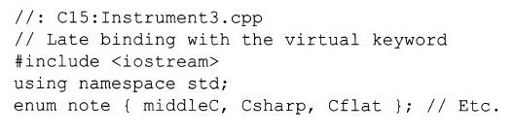 //: C15:Instrument3.cpp
// Late binding with the virtual keyword
#include <iostream>
using namespace std;
enum note { middleC, Csharp, Cflat }; // Etc.